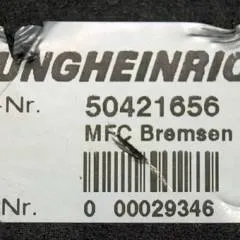 UNGHEINRIC
-Nr. 50421656
MFC Bremsen
Nr. 0 00029346